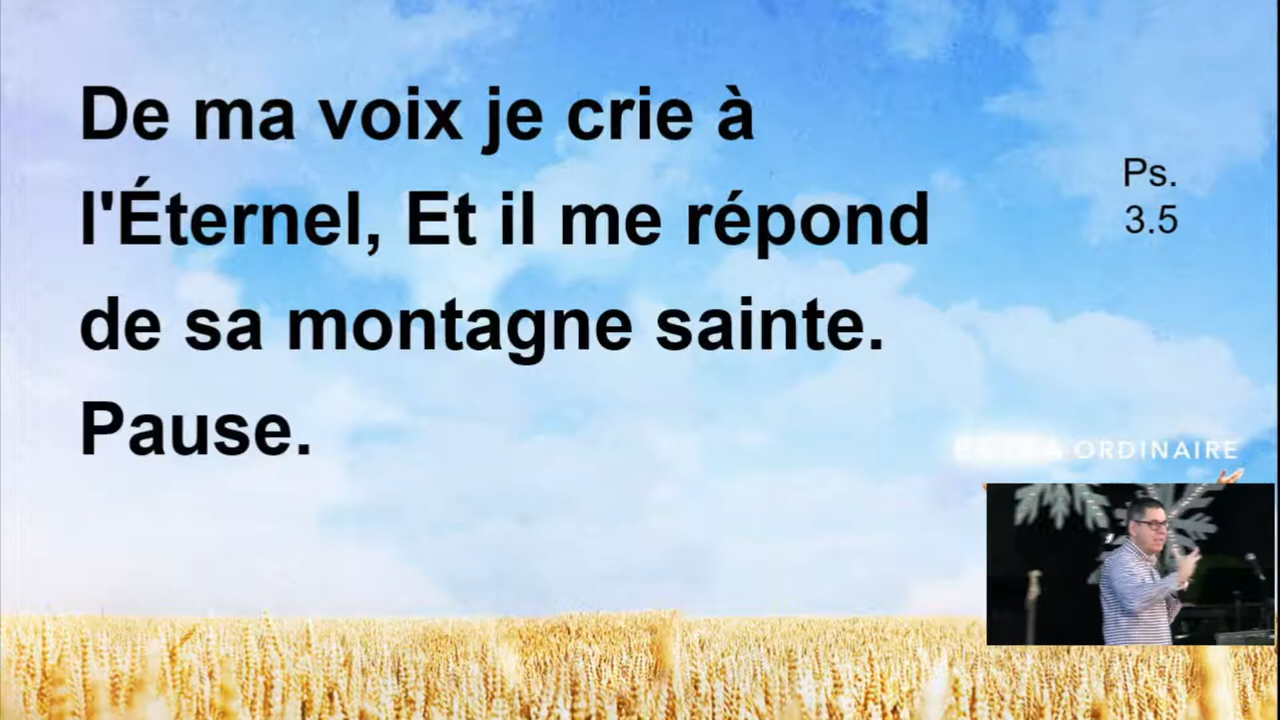 De ma voix je crie à
l'Éternel, Et il me répond
de sa montagne sainte.
Pause.
Ps.
3.5
ORDINAIRE